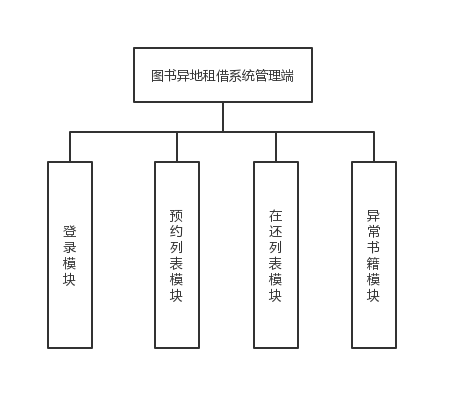 图书异地租借系统管理端
登录模块
预约列表模块
在还列表模块
异常书籍模块